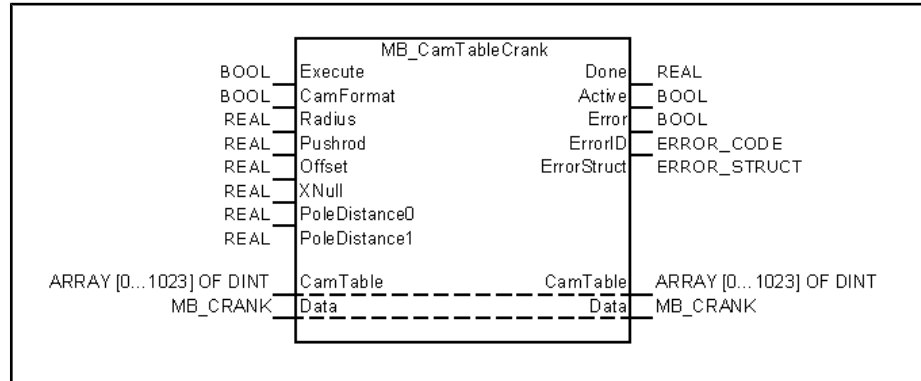 MB_CamTableCrank
BOOL Execute Done REAL
BOOL CamFormat Active BOOL
REAL Radius Error BOOL
REAL Pushrod ErrorID ERROR_CODE
REAL Offset ErrorStruct ERROR_STRUCT
REAL XNull
REAL PoleDistance0
REAL PoleDistance1
ARRAY [0...1023] OF DINT CamTable CamTable ARRAY [0...1023] OF DINT
MB_CRANK Data Data MB_CRANK